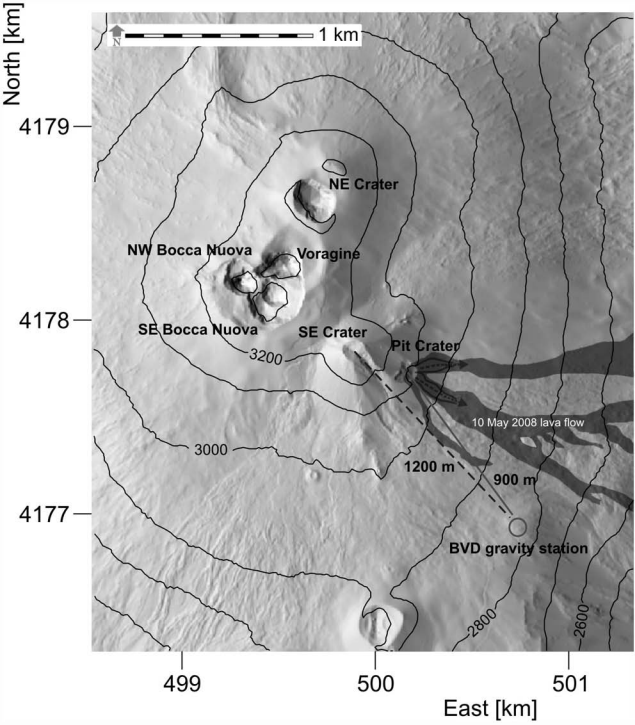 North [km]
N
1 km
4179
NE Crater
NW Bocca Nuova
Voragine
4178
SE Bocca Nuova
SE Crater
Pit Crater
3200
10 May 2008 lava flow
3000
1200 m
900 m
4177
BVD gravity station
2800
2600
499
500
501
East [km]